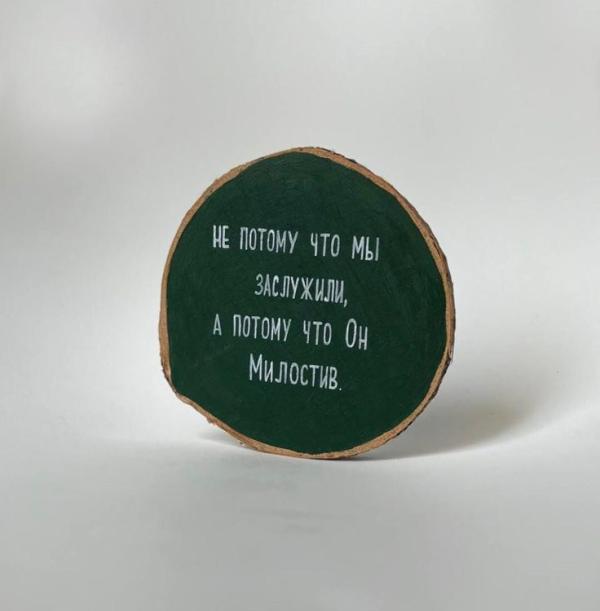 не потому что мы
заслужили,
а потому что Он
Милостив.